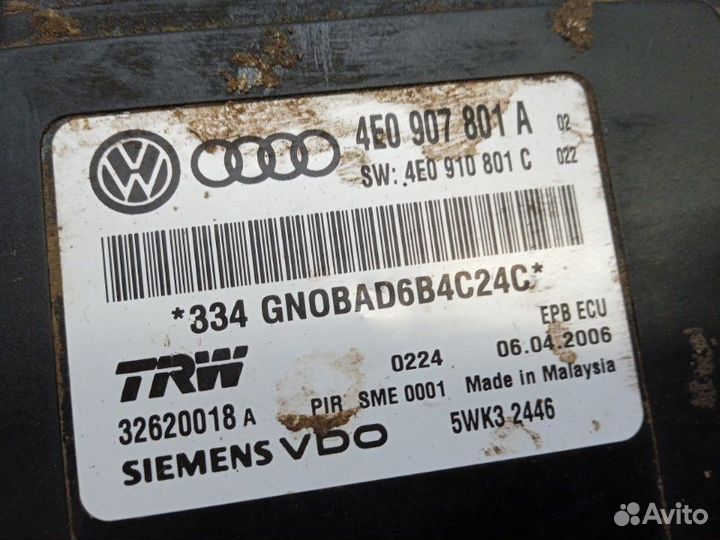 4E0 907 801 A 02
SW: 4E0 910 801 C 022
*334 GN0BAD6B4C24C*
EPB ECU
TRW 0224 06.04.2006
32620018 A PIR SME 0001 Made in Malaysia
SIEMENS VDO 5WK3 2446
Avito